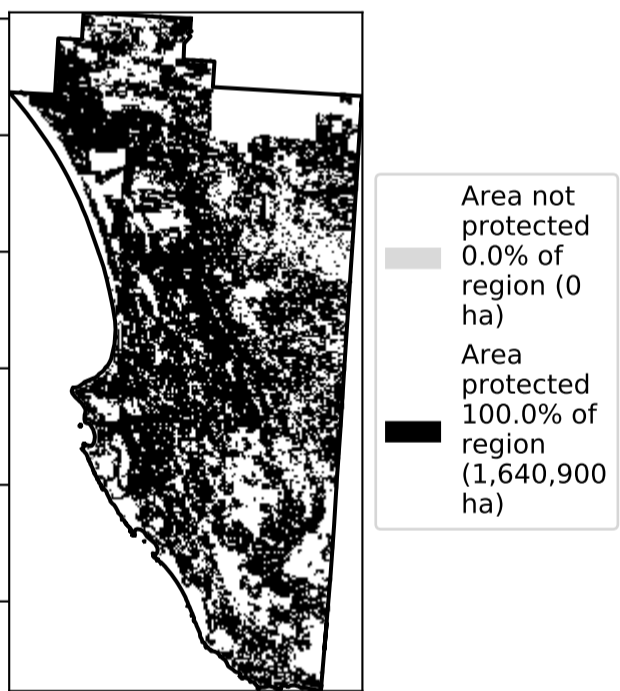 Area not
protected
0.0% of
region (0
ha)
Area
protected
100.0% of
region
(1,640,900
ha)